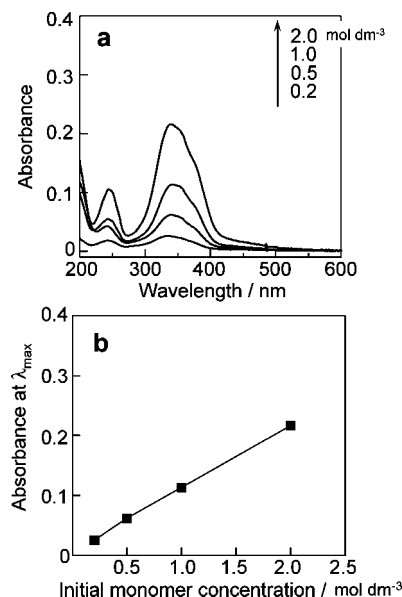 a
0.4
0.3
0.2
0.1
0
Absorbance
2.0 mol dm-3
1.0
0.5
0.2
200 300 400 500 600
Wavelength / nm
b
0.4
0.3
0.2
0.1
0
Absorbance at λmax
0.5 1.0 1.5 2.0 2.5
Initial monomer concentration / mol dm-3